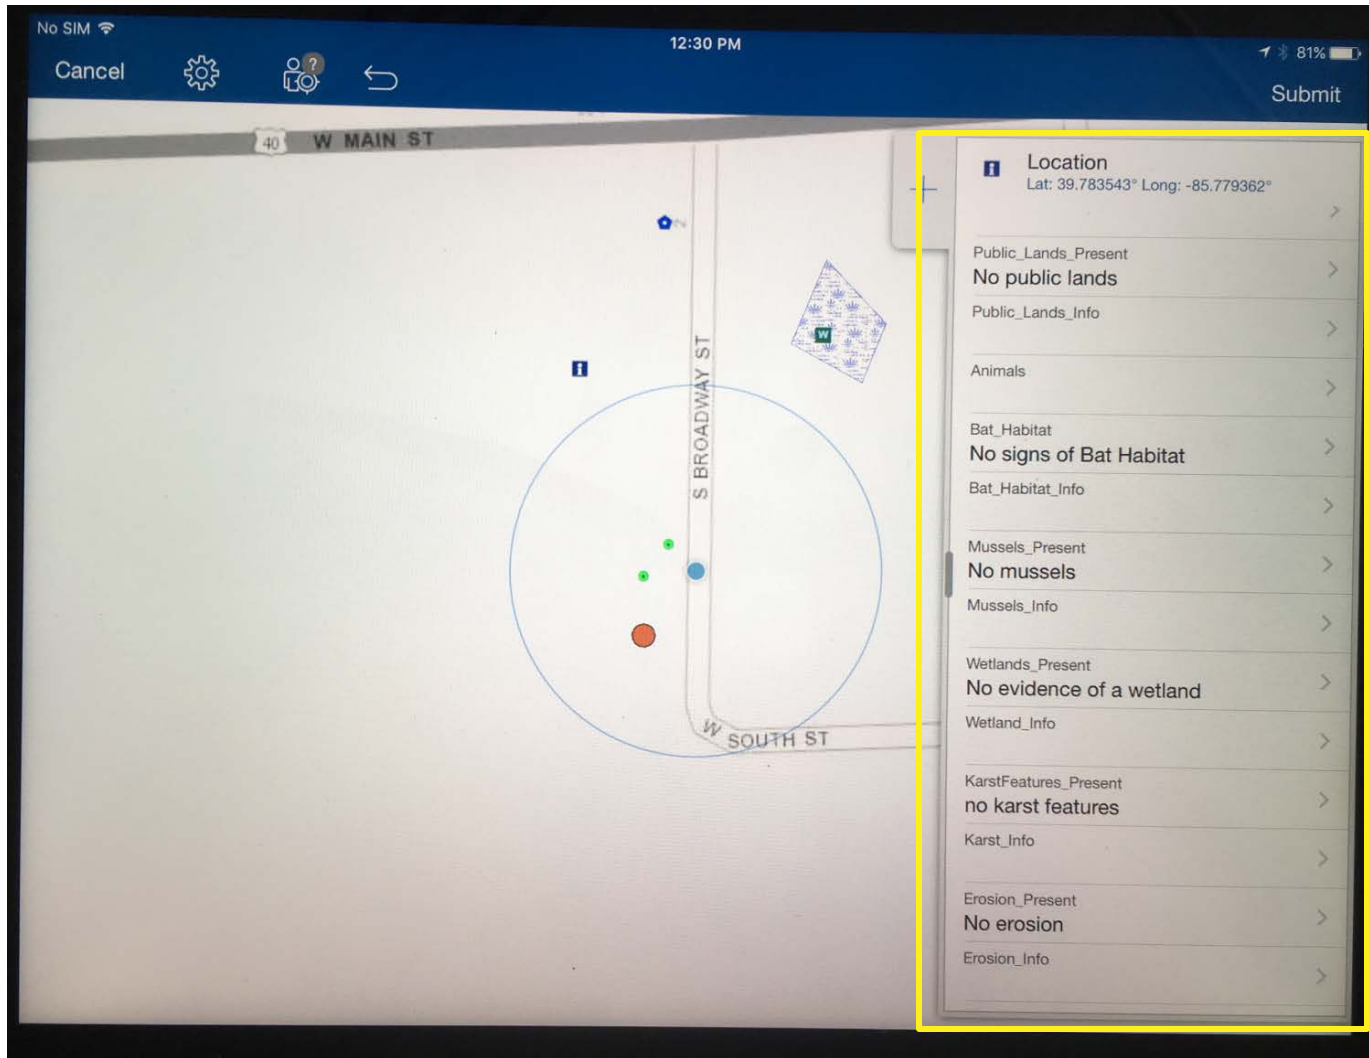 No SIM
12:30 PM
81%
Cancel
?
Submit
40 W MAIN ST
2
S BROADWAY ST
W
i
W SOUTH ST
i
Location
Lat: 39.783543° Long: -85.779362°
Public_Lands_Present
No public lands
Public_Lands_Info
Animals
Bat_Habitat
No signs of Bat Habitat
Bat_Habitat_Info
Mussels_Present
No mussels
Mussels_Info
Wetlands_Present
No evidence of a wetland
Wetland_Info
KarstFeatures_Present
no karst features
Karst_Info
Erosion_Present
No erosion
Erosion_Info